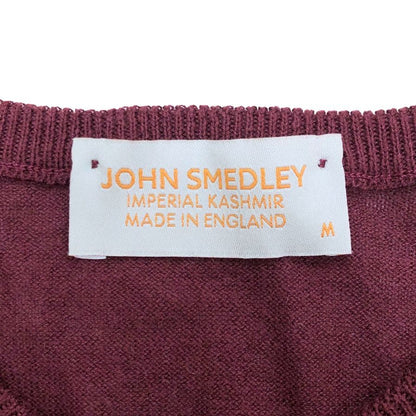 JOHN SMEDLEY
IMPERIAL KASHMIR
MADE IN ENGLAND
M